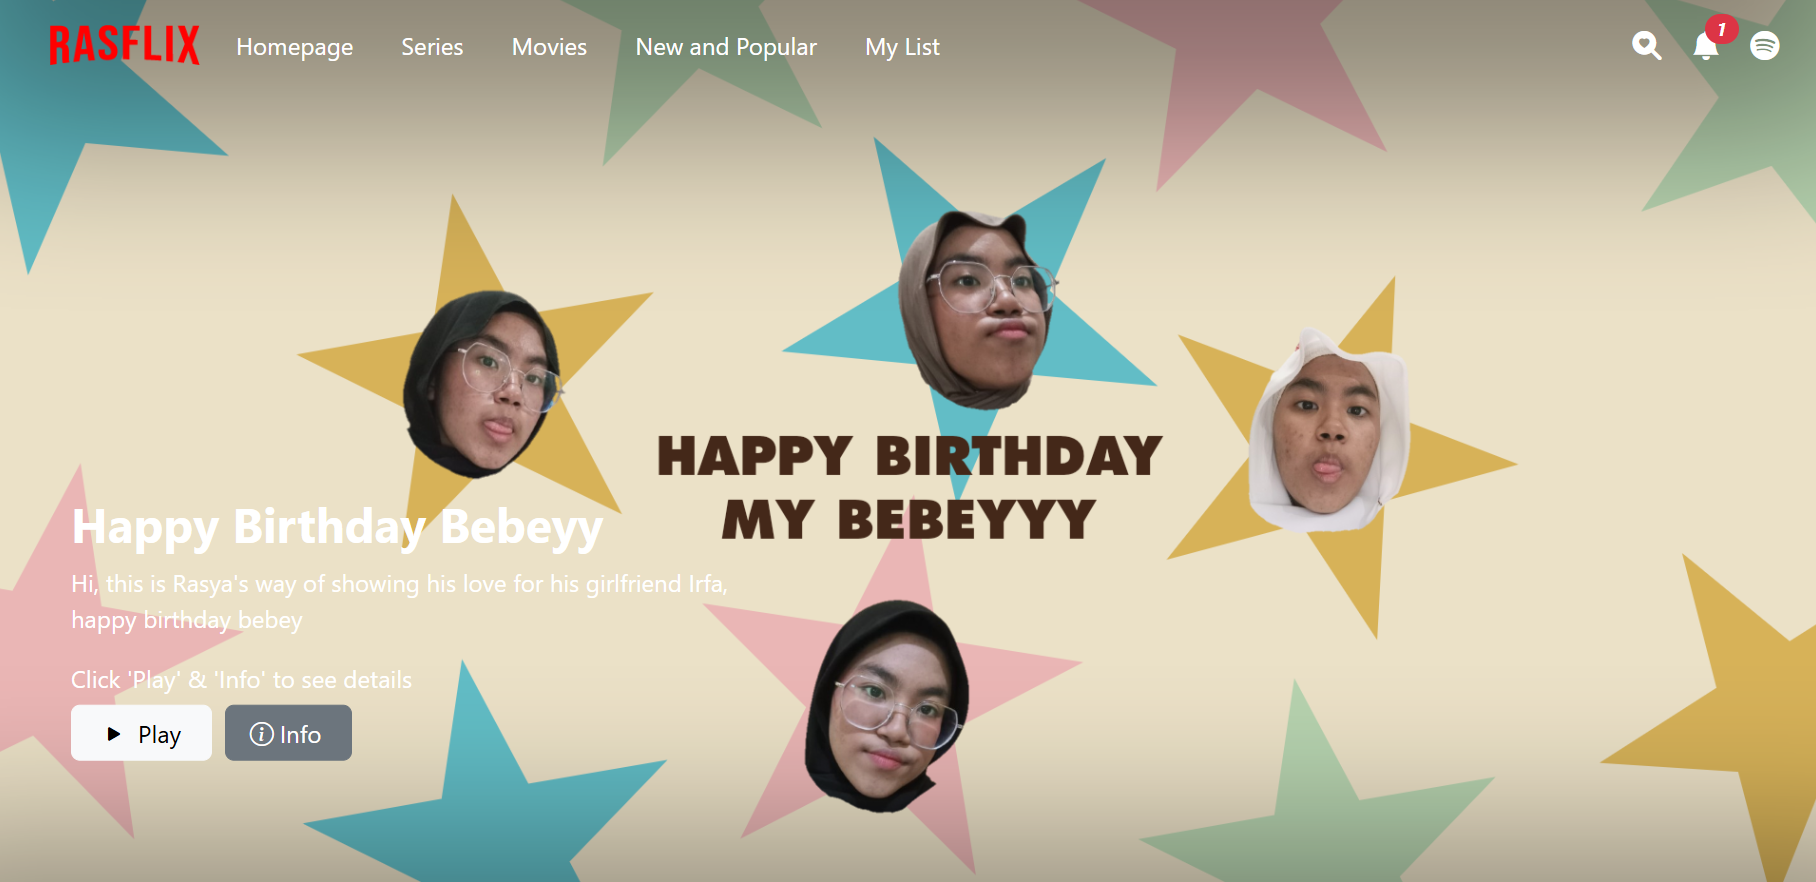 RASFLIX
Homepage
Series
Movies
New and Popular
My List
1
HAPPY BIRTHDAY
MY BEBEYYY
Happy Birthday Bebeyy
Hi, this is Rasya's way of showing his love for his girlfriend Irfa,
happy birthday bebey
Click 'Play' & 'Info' to see details
Play
Info